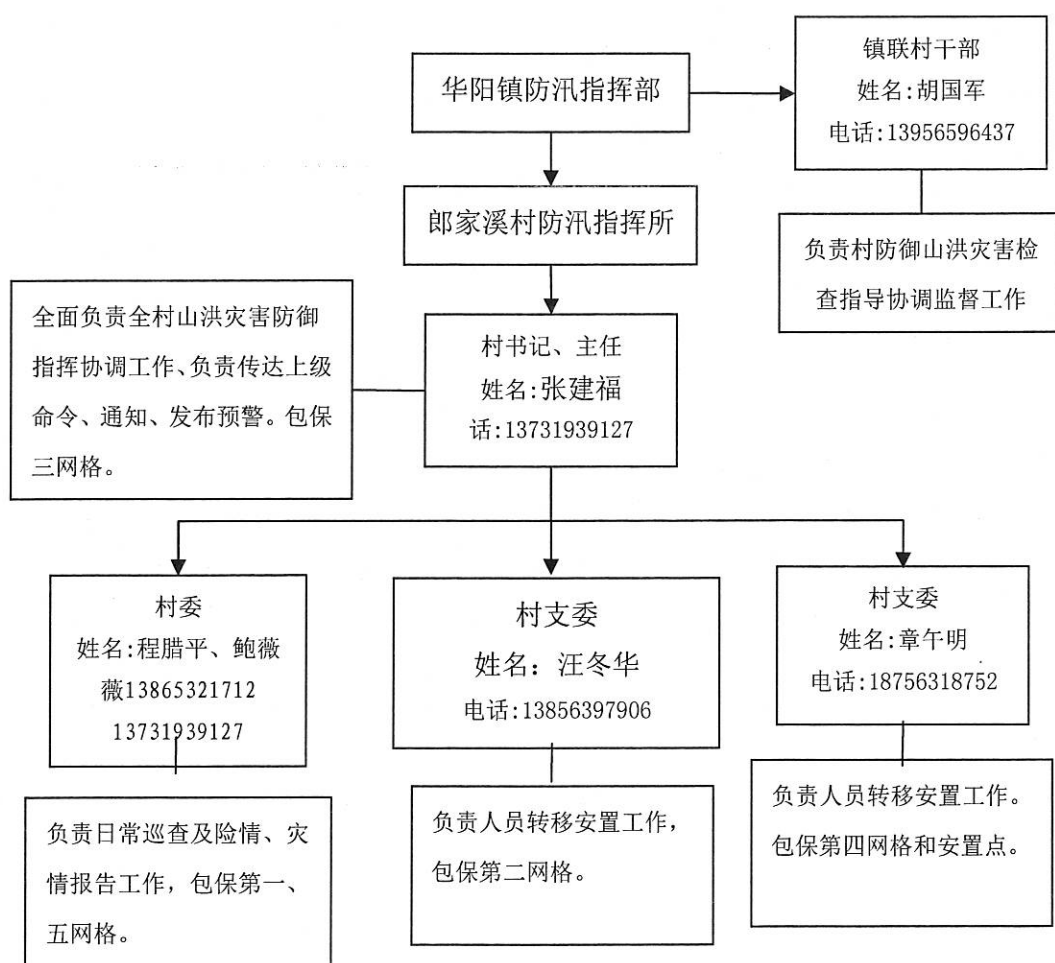 华阳镇防汛指挥部
镇联村干部
姓名:胡国军
电话:13956596437
郎家溪村防汛指挥所
负责村防御山洪灾害检
查指导协调监督工作
全面负责全村山洪灾害防御
指挥协调工作、负责传达上级
命令、通知、发布预警。包保
三网格。
村书记、主任
姓名:张建福
话:13731939127
村委
姓名:程腊平、鲍薇
薇13865321712
13731939127
村支委
姓名：汪冬华
电话:13856397906
村支委
姓名:章午明
电话:18756318752
负责日常巡查及险情、灾
情报告工作，包保第一、
五网格。
负责人员转移安置工作，
包保第二网格。
负责人员转移安置工作。
包保第四网格和安置点。